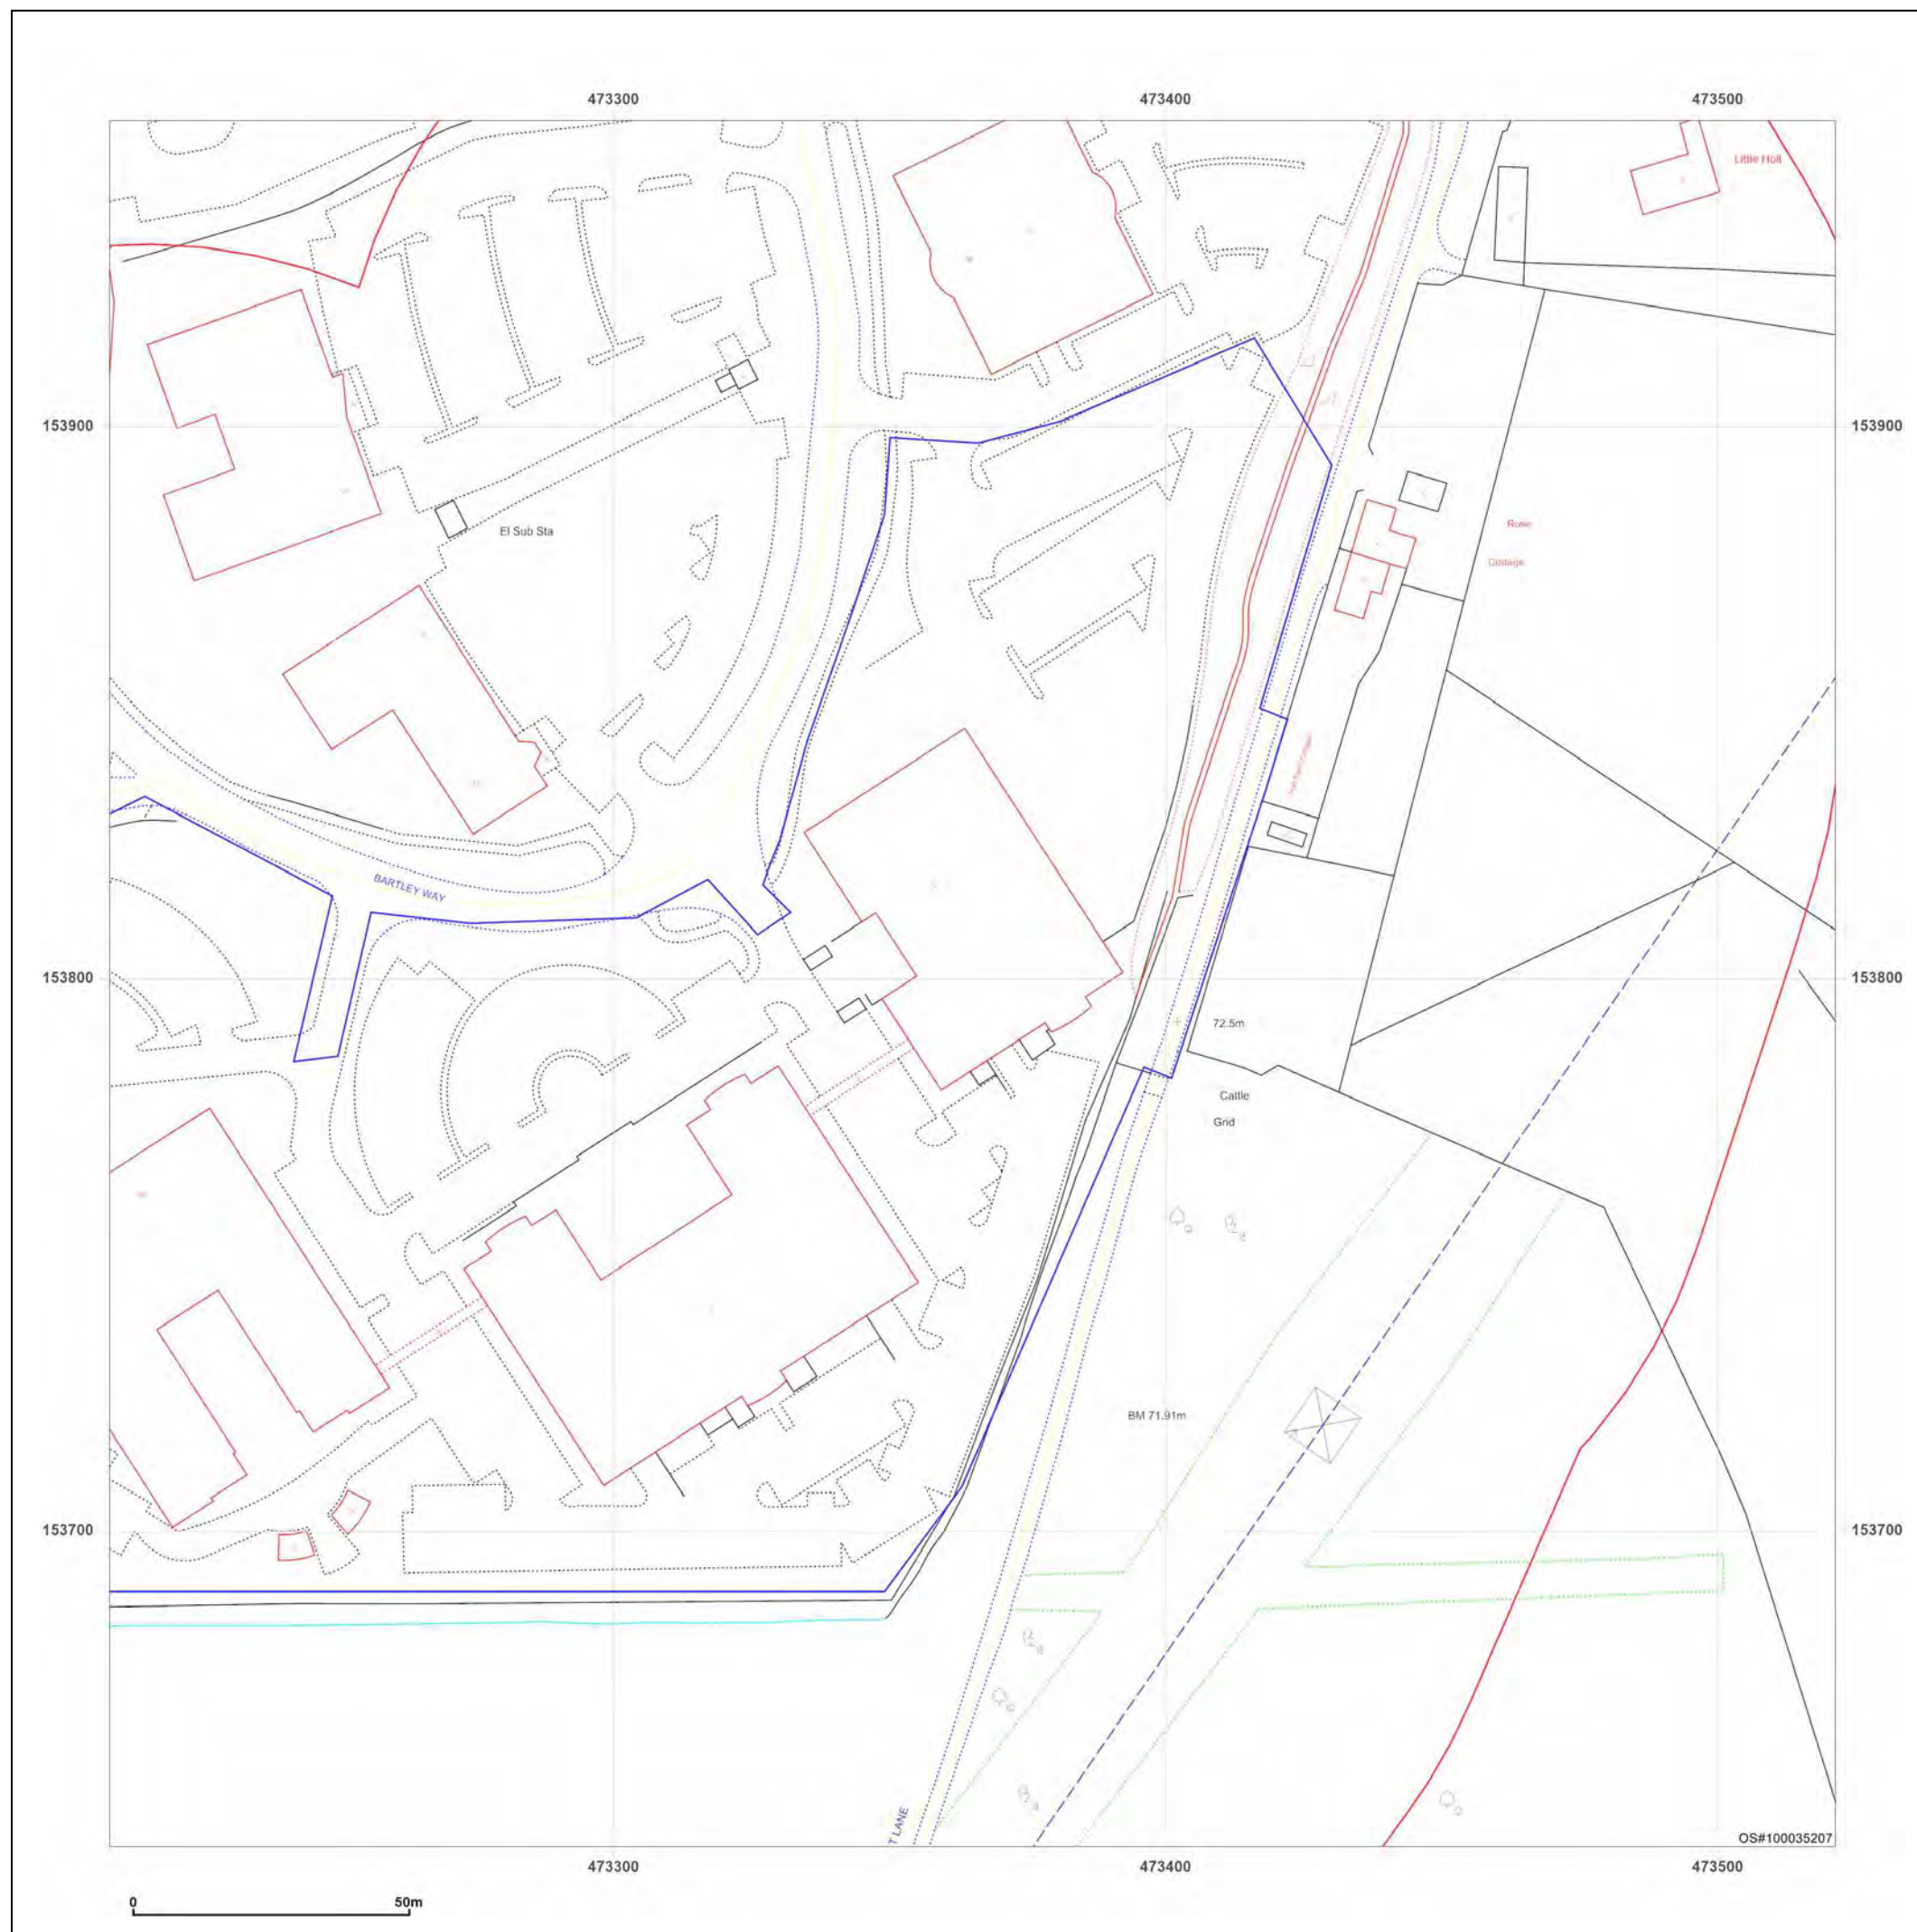 473300
473400
473500
Little Holt
153900
153900
El Sub Sta
Rose
Cottage
BARTLEY WAY
153800
153800
72.5m
Cattle
Grid
BM 71.91m
153700
153700
T LANE
OS#100035207
473300
473400
473500
0
50m